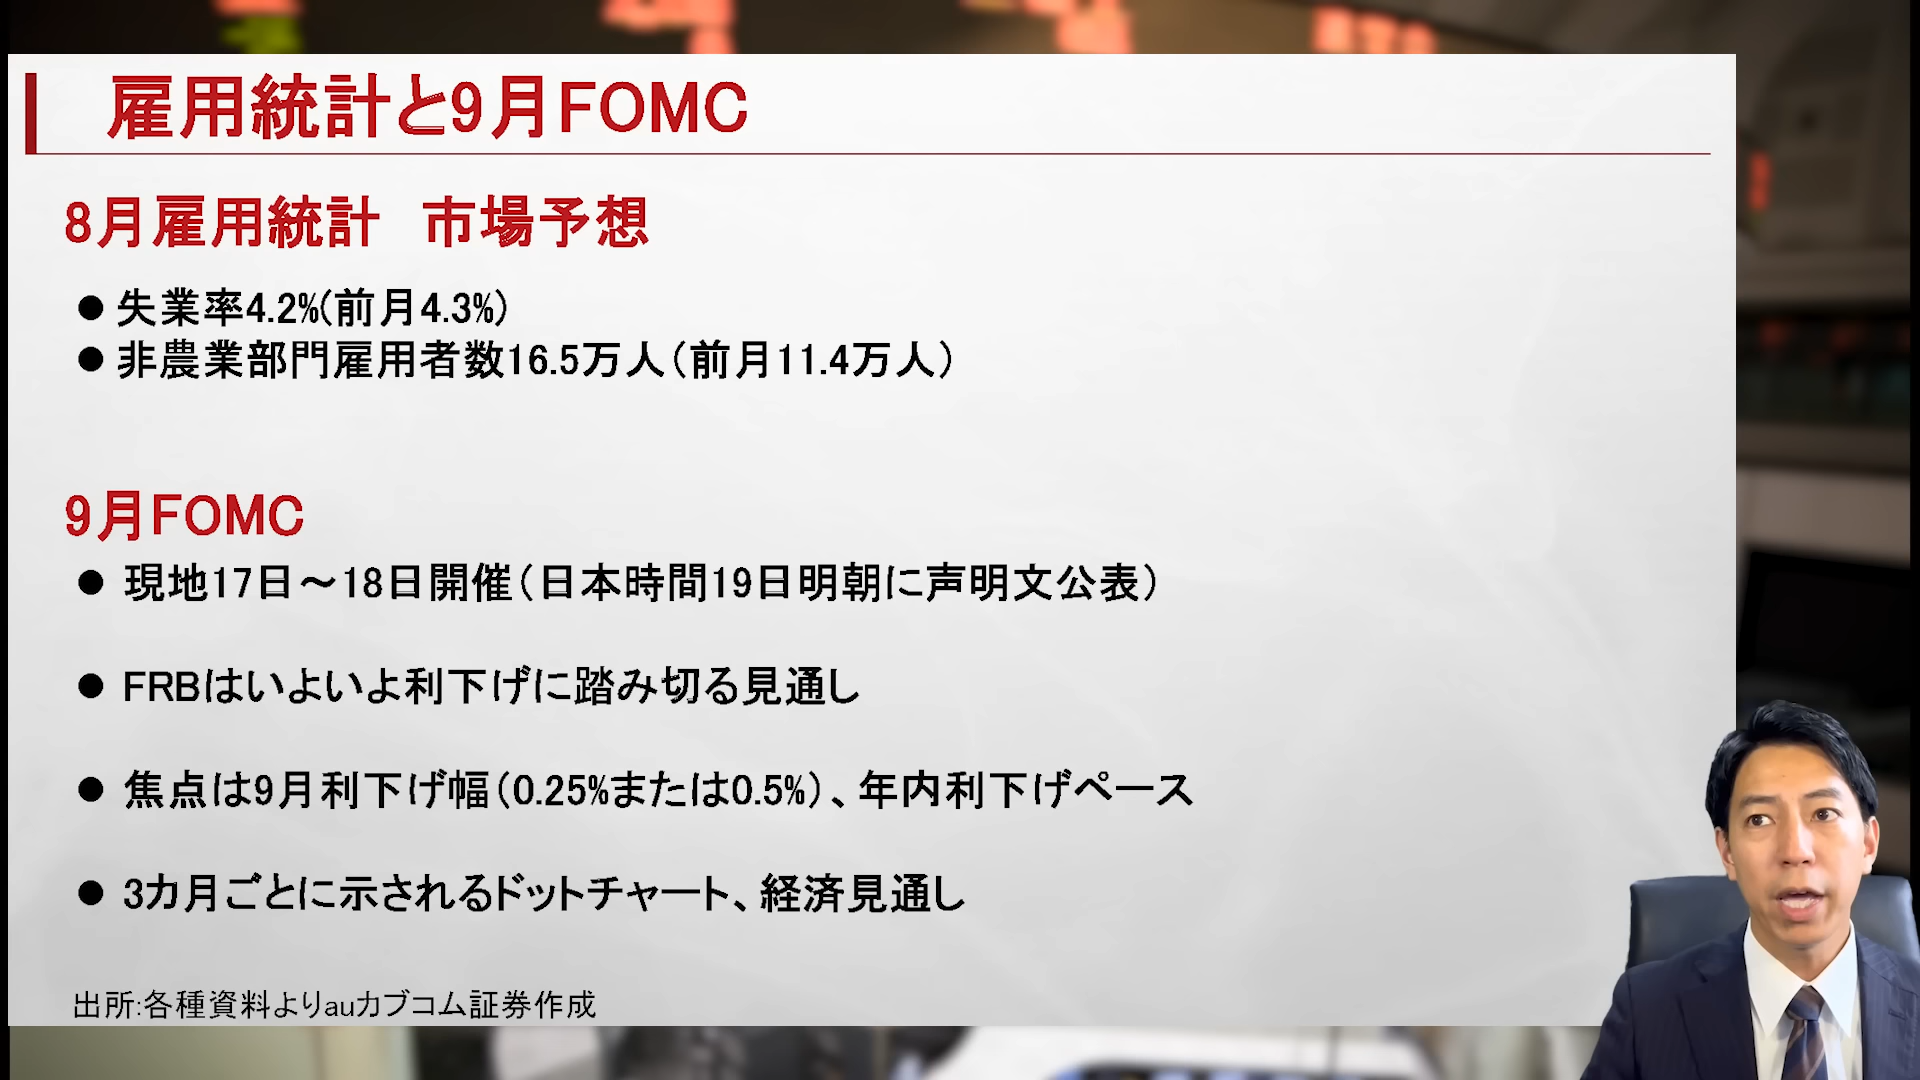 雇用統計と9月FOMC
8月雇用統計　市場予想
● 失業率4.2%(前月4.3%)
● 非農業部門雇用者数16.5万人（前月11.4万人）
9月FOMC
● 現地17日～18日開催（日本時間19日明朝に声明文公表）
● FRBはいよいよ利下げに踏み切る見通し
● 焦点は9月利下げ幅（0.25%または0.5%）、年内利下げペース
● 3カ月ごとに示されるドットチャート、経済見通し
出所:各種資料よりauカブコム証券作成